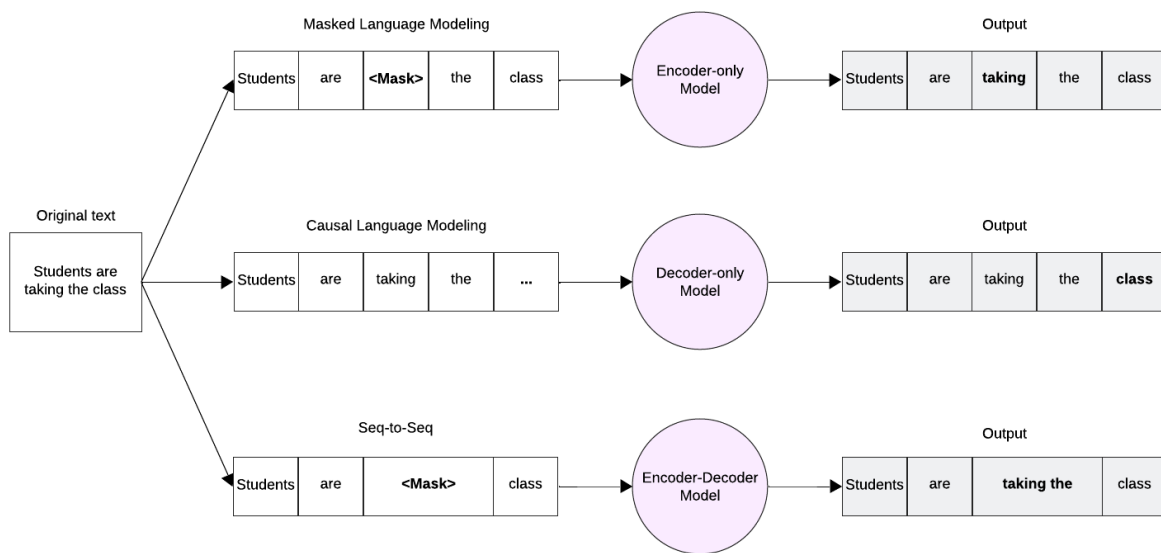 Masked Language Modeling
Students are <Mask> the class
Encoder-only
Model
Output
Students are taking the class
Original text
Students are
taking the class
Causal Language Modeling
Students are taking the ...
Decoder-only
Model
Output
Students are taking the class
Seq-to-Seq
Students are <Mask> class
Encoder-Decoder
Model
Output
Students are taking the class